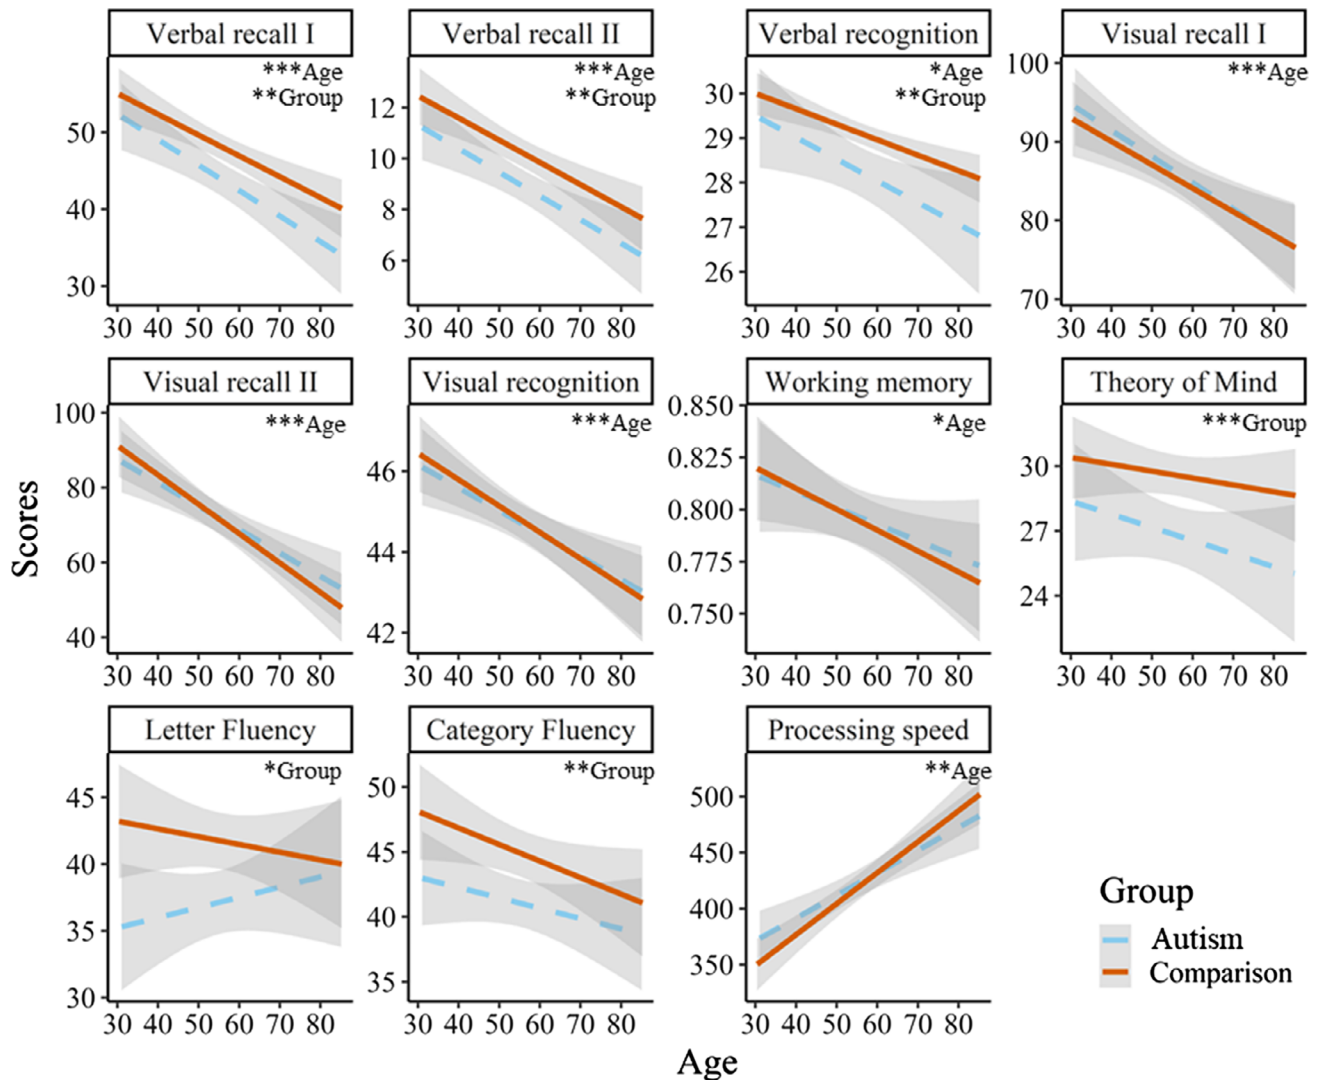 Verbal recall I
***Age
**Group
50
40
30
30 40 50 60 70 80
Verbal recall II
***Age
**Group
12
10
8
6
30 40 50 60 70 80
Verbal recognition
*Age
**Group
30
29
28
27
26
30 40 50 60 70 80
Visual recall I
***Age
100
90
80
70
30 40 50 60 70 80
Visual recall II
***Age
100
80
60
40
30 40 50 60 70 80
Visual recognition
***Age
46
44
42
30 40 50 60 70 80
Working memory
*Age
0.850
0.825
0.800
0.775
0.750
30 40 50 60 70 80
Theory of Mind
***Group
30
27
24
30 40 50 60 70 80
Scores
Letter Fluency
*Group
45
40
35
30
30 40 50 60 70 80
Category Fluency
**Group
50
45
40
35
30 40 50 60 70 80
Processing speed
**Age
500
450
400
350
30 40 50 60 70 80
Group
Autism
Comparison
Age